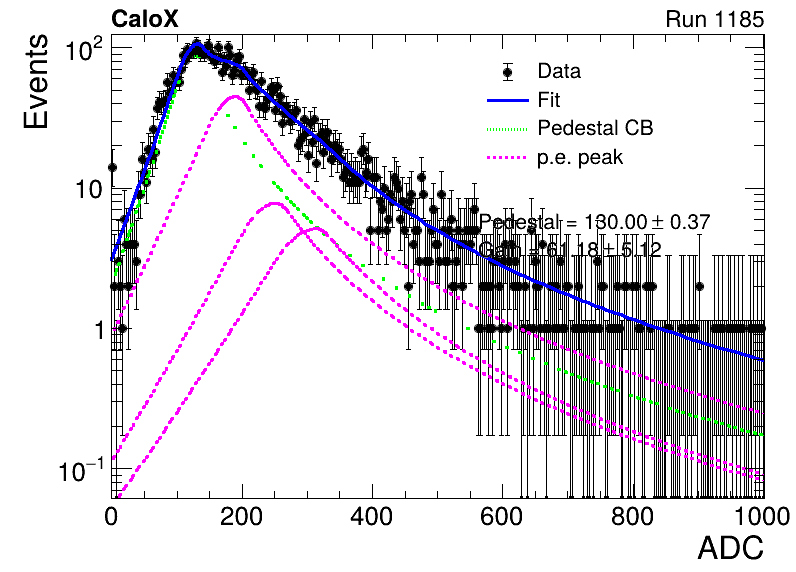 CaloX
Run 1185
Events
10²
10
1
10⁻¹
Data
Fit
Pedestal CB
p.e. peak
Pedestal = 130.00 ± 0.37
Gain = 61.18 ± 5.12
0
200
400
600
800
1000
ADC